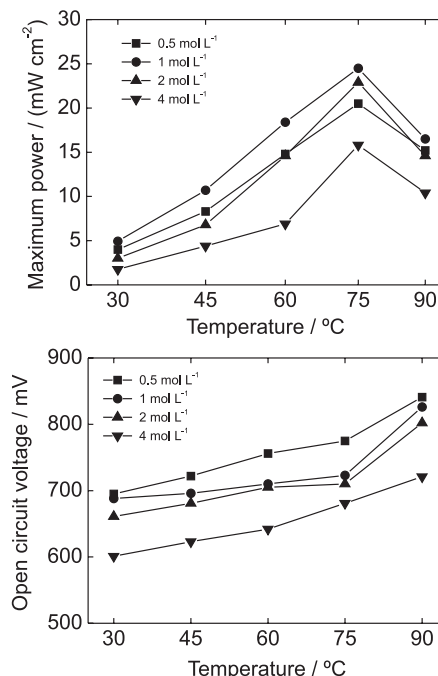 30
25
20
15
10
5
0
Maximum power / (mW cm⁻²)
0.5 mol L⁻¹
1 mol L⁻¹
2 mol L⁻¹
4 mol L⁻¹
30 45 60 75 90
Temperature / ºC
900
800
700
600
500
Open circuit voltage / mV
0.5 mol L⁻¹
1 mol L⁻¹
2 mol L⁻¹
4 mol L⁻¹
30 45 60 75 90
Temperature / ºC